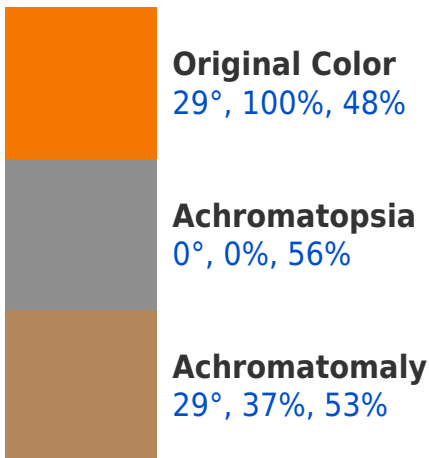 Original Color
29°, 100%, 48%
Achromatopsia
0°, 0%, 56%
Achromatomaly
29°, 37%, 53%